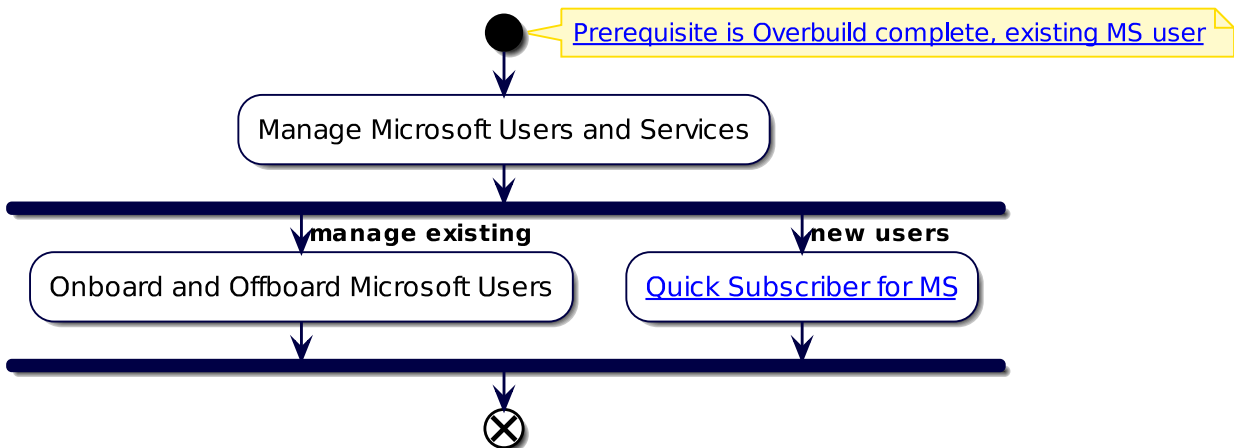 Prerequisite is Overbuild complete, existing MS user
Manage Microsoft Users and Services
manage existing
new users
Onboard and Offboard Microsoft Users
Quick Subscriber for MS